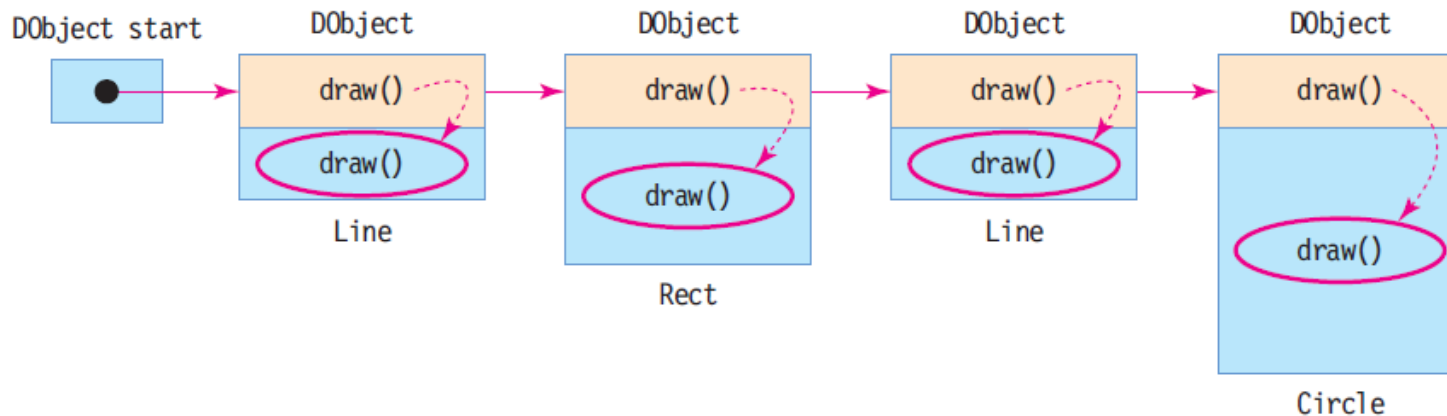 DObject start
DObject
DObject
DObject
DObject
draw()
draw()
draw()
draw()
draw()
draw()
draw()
draw()
Line
Rect
Line
Circle